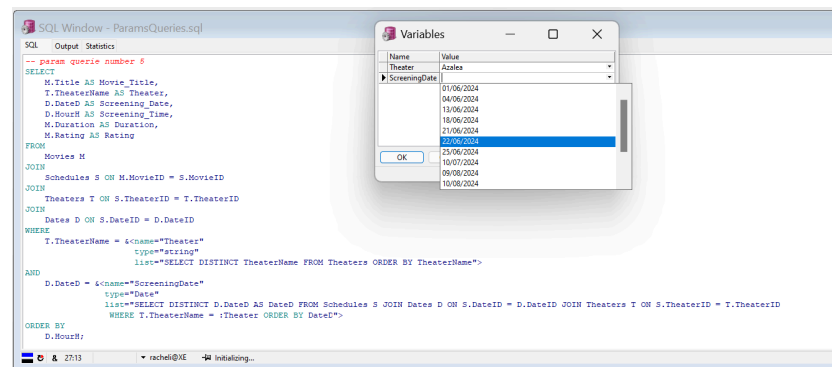 SQL Window - ParamsQueries.sql
SQL Output Statistics
-- param querie number 5
SELECT
M.Title AS Movie_Title,
T.TheaterName AS Theater,
D.DateD AS Screening_Date,
D.HourH AS Screening_Time,
M.Duration AS Duration,
M.Rating AS Rating
FROM
Movies M
JOIN
Schedules S ON M.MovieID = S.MovieID
JOIN
Theaters T ON S.TheaterID = T.TheaterID
JOIN
Dates D ON S.DateID = D.DateID
WHERE
T.TheaterName = &<name="Theater"
type="string"
list="SELECT DISTINCT TheaterName FROM Theaters ORDER BY TheaterName">
AND
D.DateD = &<name="ScreeningDate"
type="Date"
list="SELECT DISTINCT D.DateD AS DateD FROM Schedules S JOIN Dates D ON S.DateID = D.DateID JOIN Theaters T ON S.TheaterID = T.TheaterID
WHERE T.TheaterName = :Theater ORDER BY DateD">
ORDER BY
D.HourH;
& 27:13 racheli@XE Initializing...
Variables
Name Value
Theater Azalea
ScreeningDate
01/06/2024
04/06/2024
13/06/2024
18/06/2024
21/06/2024
22/06/2024
25/06/2024
10/07/2024
09/08/2024
10/08/2024
OK